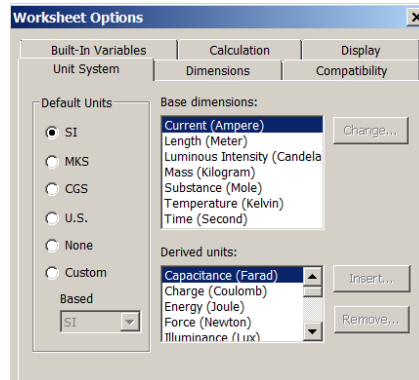 Worksheet Options
Built-In Variables
Calculation
Display
Unit System
Dimensions
Compatibility
Default Units
SI
MKS
CGS
U.S.
None
Custom
Based
SI
Base dimensions:
Current (Ampere)
Length (Meter)
Luminous Intensity (Candela
Mass (Kilogram)
Substance (Mole)
Temperature (Kelvin)
Time (Second)
Change...
Derived units:
Capacitance (Farad)
Charge (Coulomb)
Energy (Joule)
Force (Newton)
Illuminance (Lux)
Insert...
Remove...